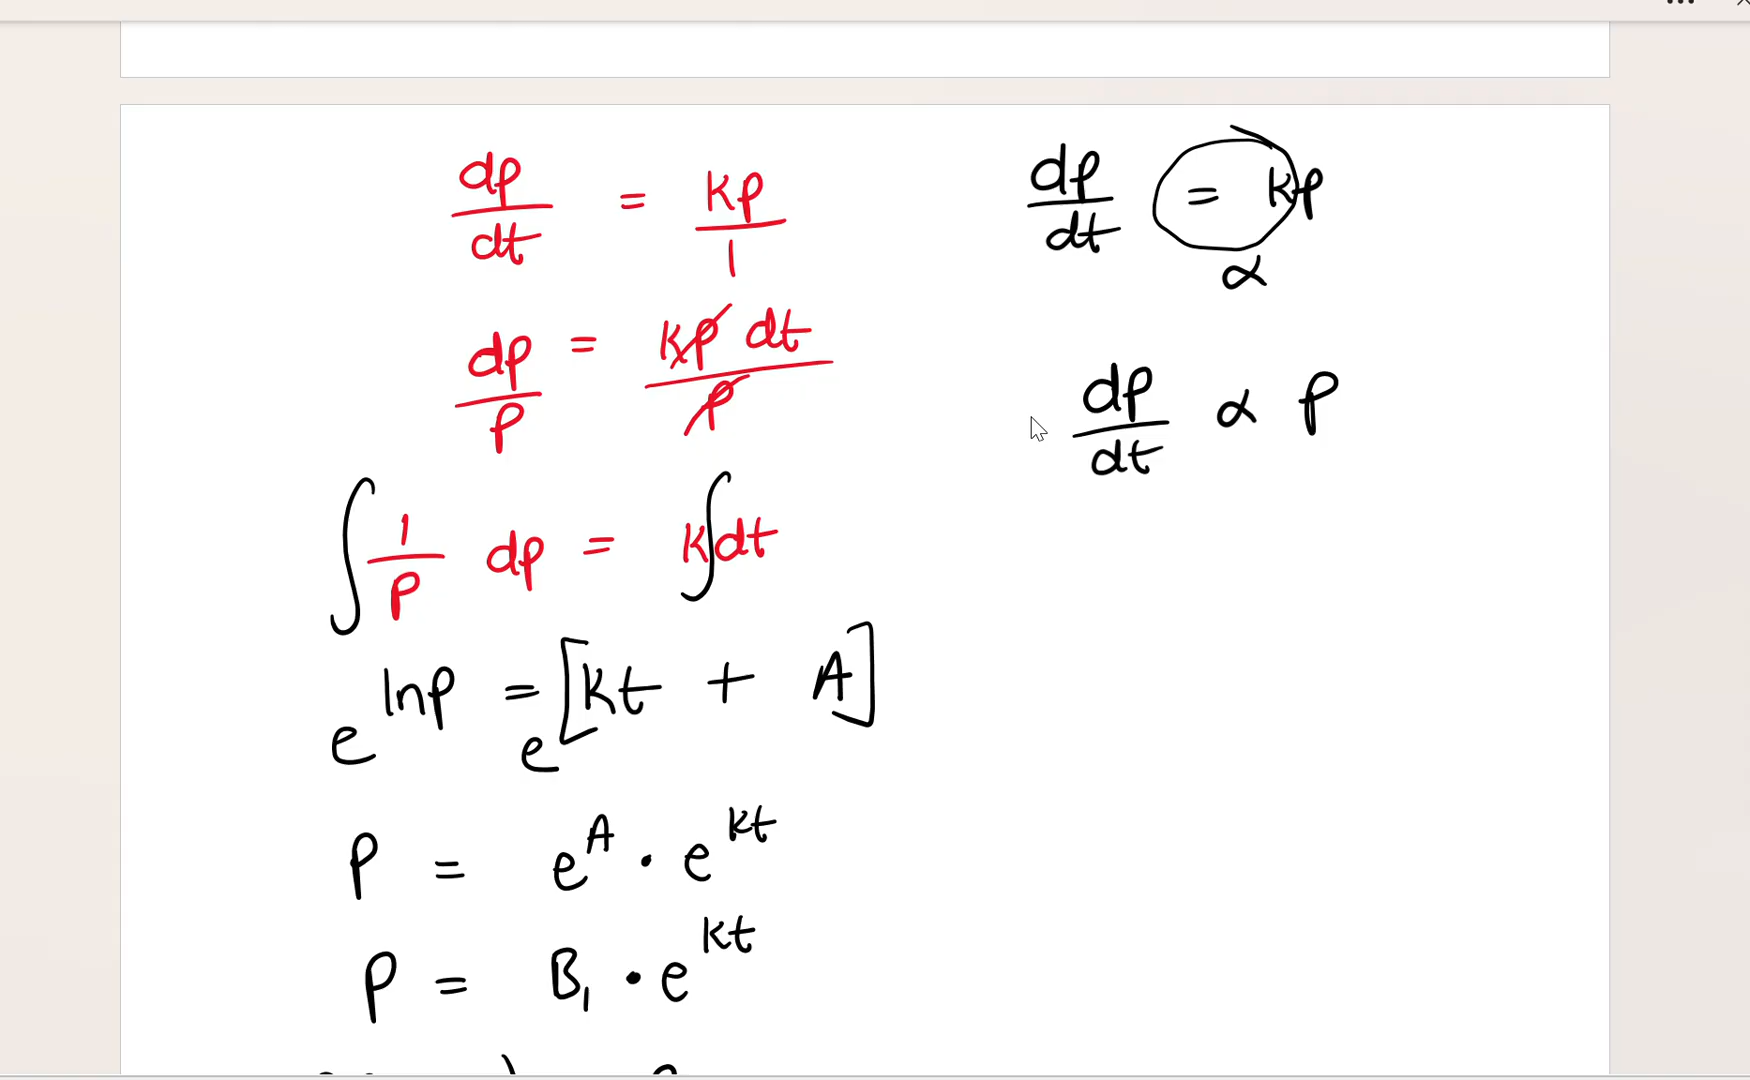 dp/dt = kp/1
dp/p = kp dt/p
∫ 1/p dp = k∫dt
e^lnp = e^[kt + A]
p = e^A · e^kt
p = B₁ · e^kt
dp/dt = kp
α
dp/dt α p